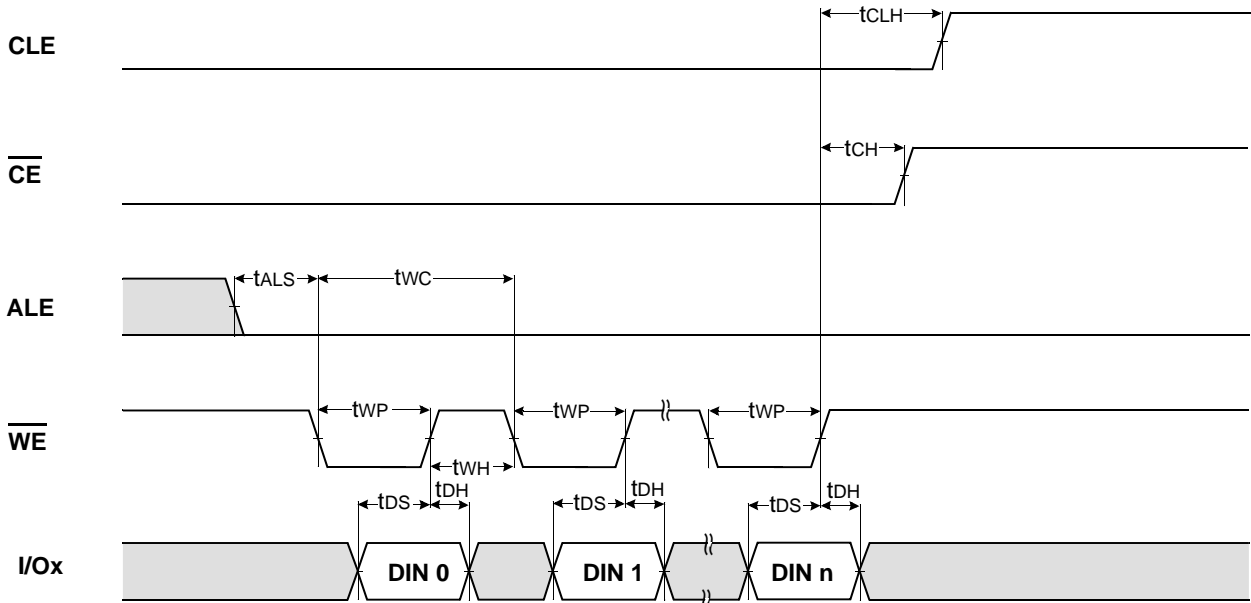 CLE
tCLH
CE
tCH
ALE
tALS
tWC
WE
tWP
tWP
tWP
tWH
tDS
tDH
tDS
tDH
tDS
tDH
I/Ox
DIN 0
DIN 1
DIN n